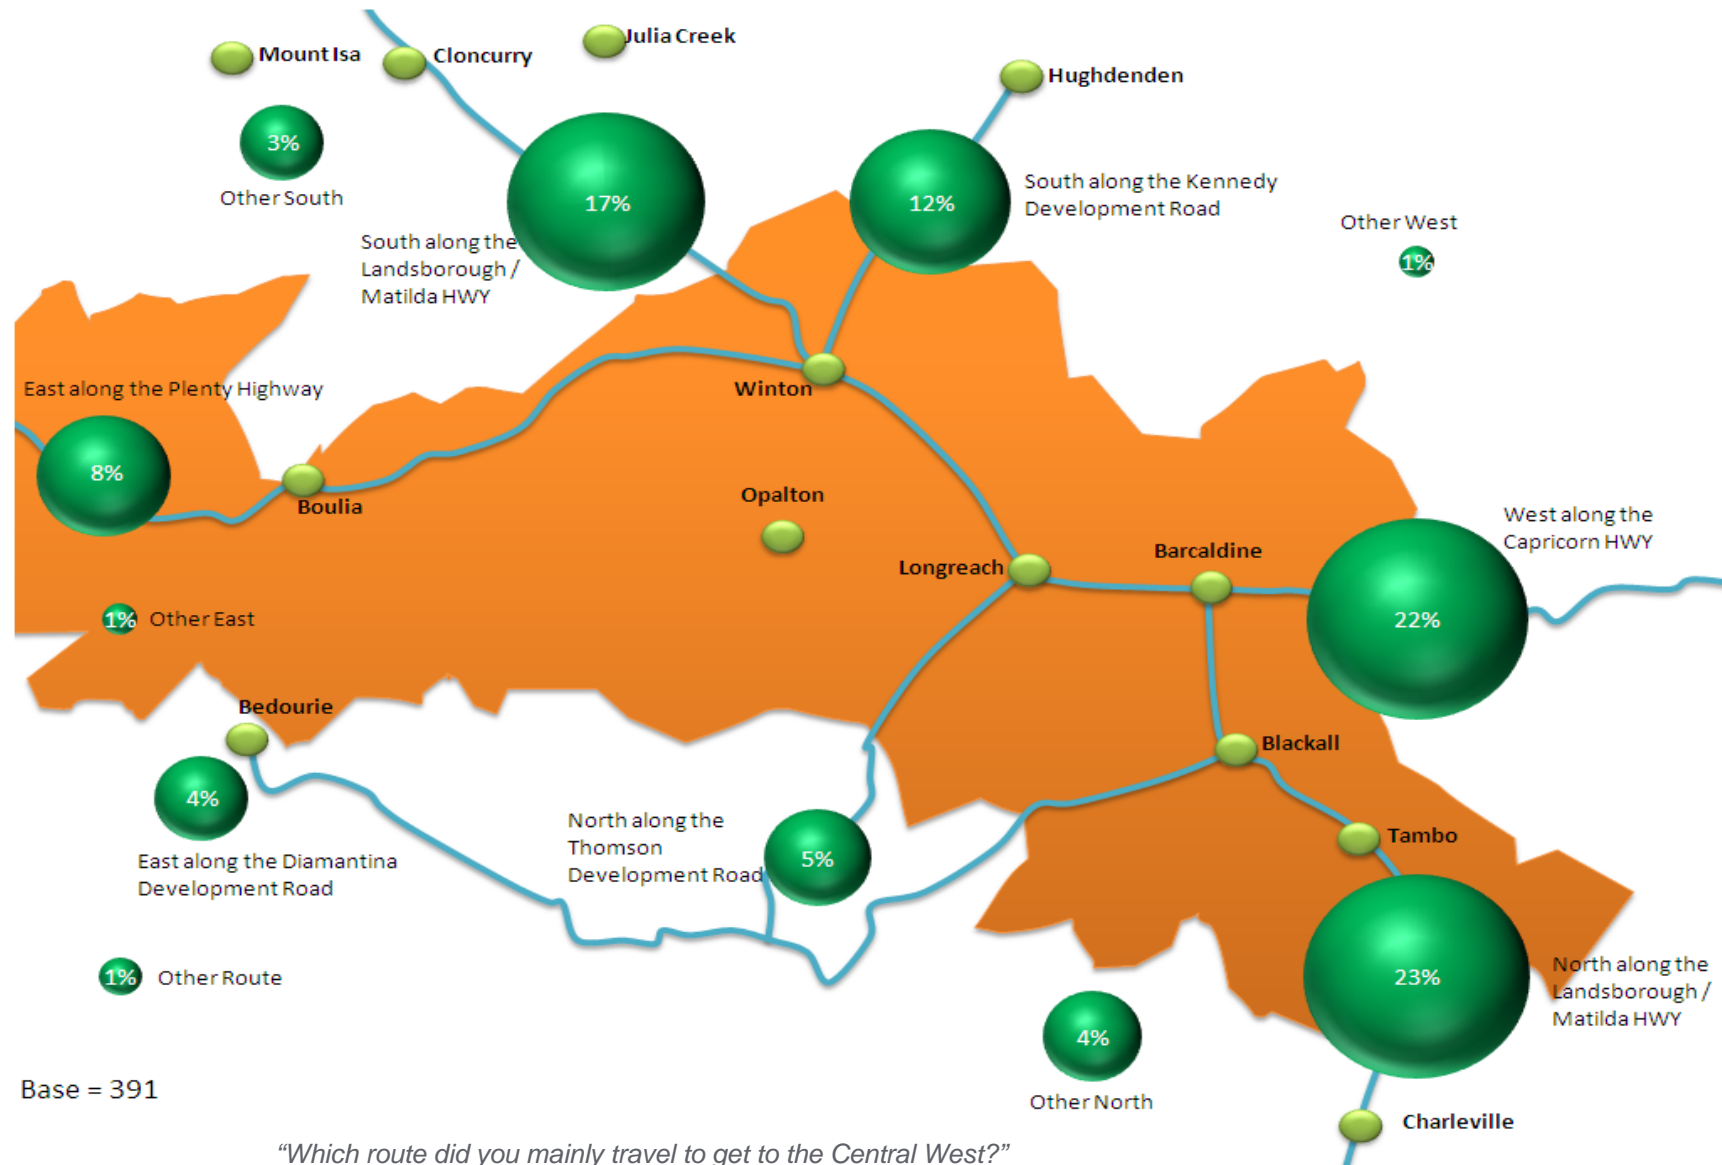 Mount Isa
Cloncurry
Julia Creek
Hughdenden
3%
Other South
17%
South along the
Landsborough /
Matilda HWY
12%
South along the Kennedy
Development Road
Other West
1%
East along the Plenty Highway
8%
Winton
Boulia
Opalton
Longreach
Barcaldine
West along the
Capricorn HWY
22%
1%
Other East
Bedourie
Blackall
4%
East along the Diamantina
Development Road
North along the
Thomson
Development Road
5%
Tambo
1%
Other Route
23%
North along the
Landsborough /
Matilda HWY
4%
Other North
Base = 391
Charleville
“Which route did you mainly travel to get to the Central West?”